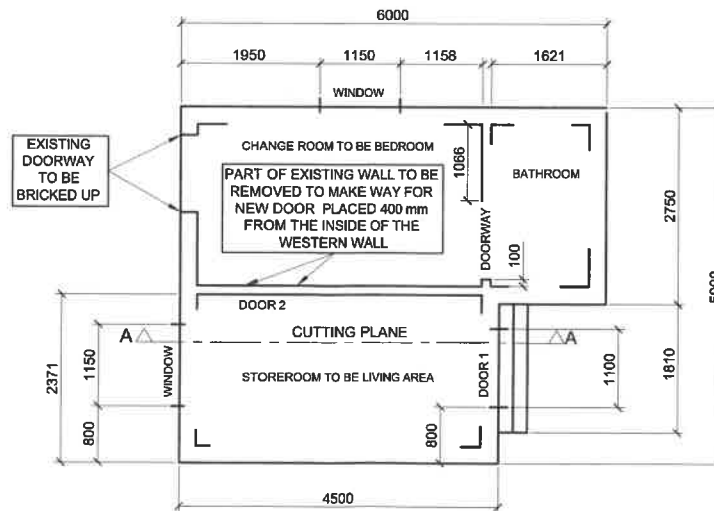 6000
1950 1150 1158 1621
WINDOW
EXISTING
DOORWAY
TO BE
BRICKED UP
CHANGE ROOM TO BE BEDROOM
PART OF EXISTING WALL TO BE
REMOVED TO MAKE WAY FOR
NEW DOOR PLACED 400 mm
FROM THE INSIDE OF THE
WESTERN WALL
1066
BATHROOM
DOORWAY
100
2750
DOOR 2
A CUTTING PLANE A
STOREROOM TO BE LIVING AREA
WINDOW
DOOR 1
2371
1150
800
800
1100
1810
4500